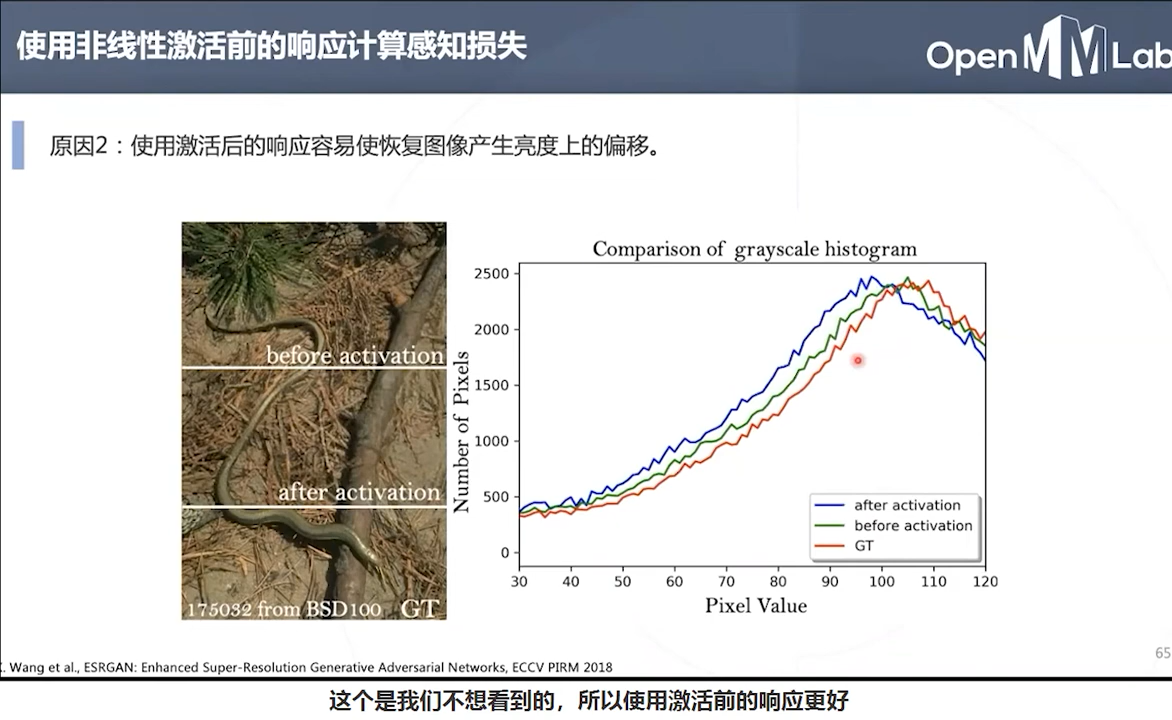 使用非线性激活前的响应计算感知损失
OpenMMLab
原因2：使用激活后的响应容易使恢复图像产生亮度上的偏移。
before activation
after activation
175032 from BSD100 GT
Comparison of grayscale histogram
Number of Pixels
2500
2000
1500
1000
500
0
30 40 50 60 70 80 90 100 110 120
Pixel Value
after activation
before activation
GT
65
. Wang et al., ESRGAN: Enhanced Super-Resolution Generative Adversarial Networks, ECCV PIRM 2018
这个是我们不想看到的，所以使用激活前的响应更好